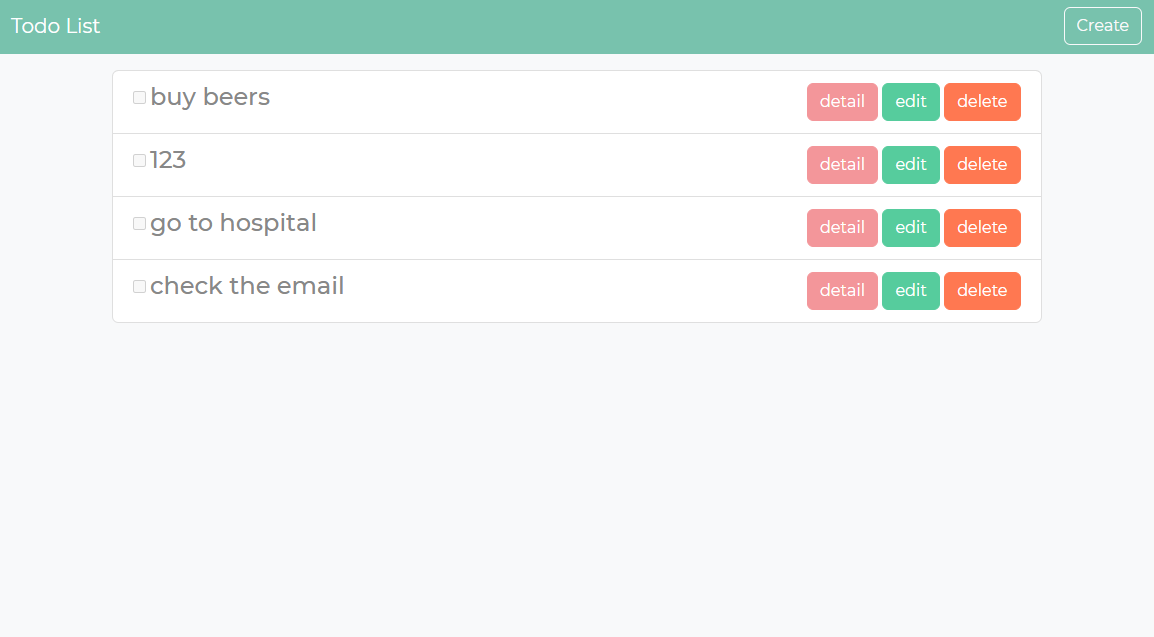 Todo List Create
buy beers detail edit delete
123 detail edit delete
go to hospital detail edit delete
check the email detail edit delete